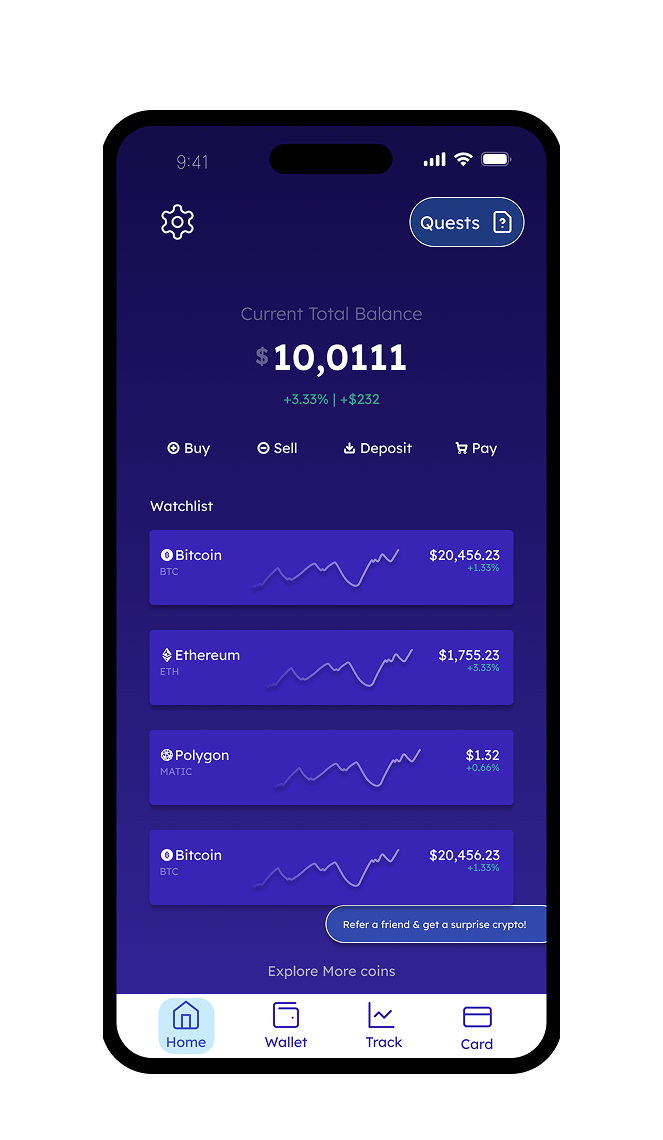 9:41
Quests
Current Total Balance
$10,0111
+3.33% | +$232
Buy Sell Deposit Pay
Watchlist
Bitcoin $20,456.23
BTC +1.33%
Ethereum $1,755.23
ETH +3.33%
Polygon $1.32
MATIC +0.66%
Bitcoin $20,456.23
BTC +1.33%
Refer a friend & get a surprise crypto!
Explore More coins
Home Wallet Track Card